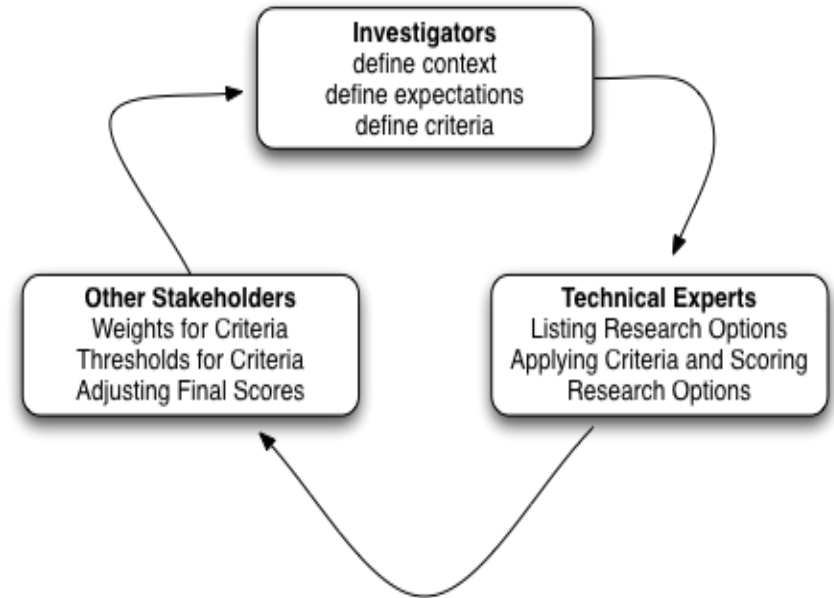 Investigators
define context
define expectations
define criteria
Other Stakeholders
Weights for Criteria
Thresholds for Criteria
Adjusting Final Scores
Technical Experts
Listing Research Options
Applying Criteria and Scoring
Research Options